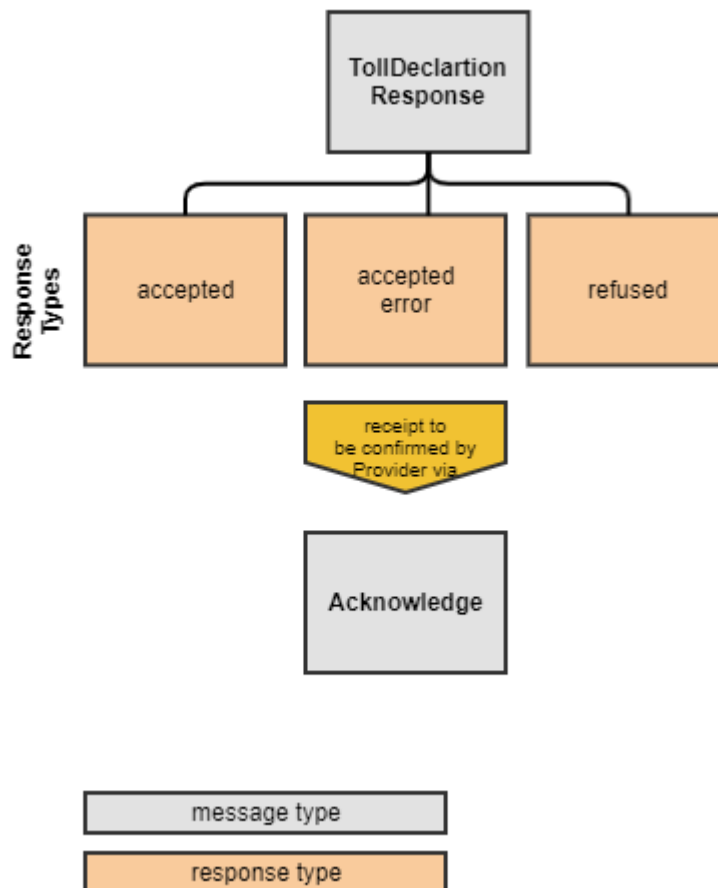 TollDeclartion
Response
Response
Types
accepted
accepted
error
refused
receipt to
be confirmed by
Provider via
Acknowledge
message type
response type